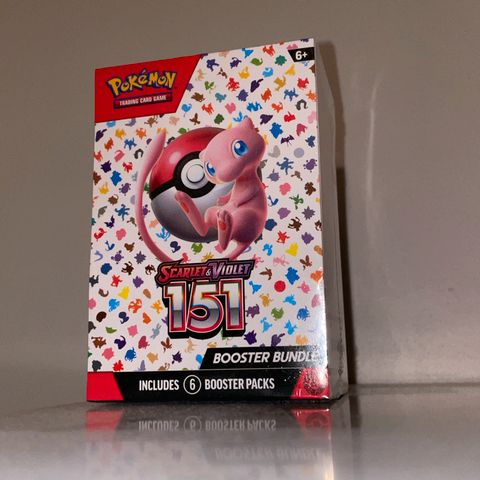 6+
POKÉMON
TRADING CARD GAME
SCARLET & VIOLET
151
BOOSTER BUNDLE
INCLUDES 6 BOOSTER PACKS